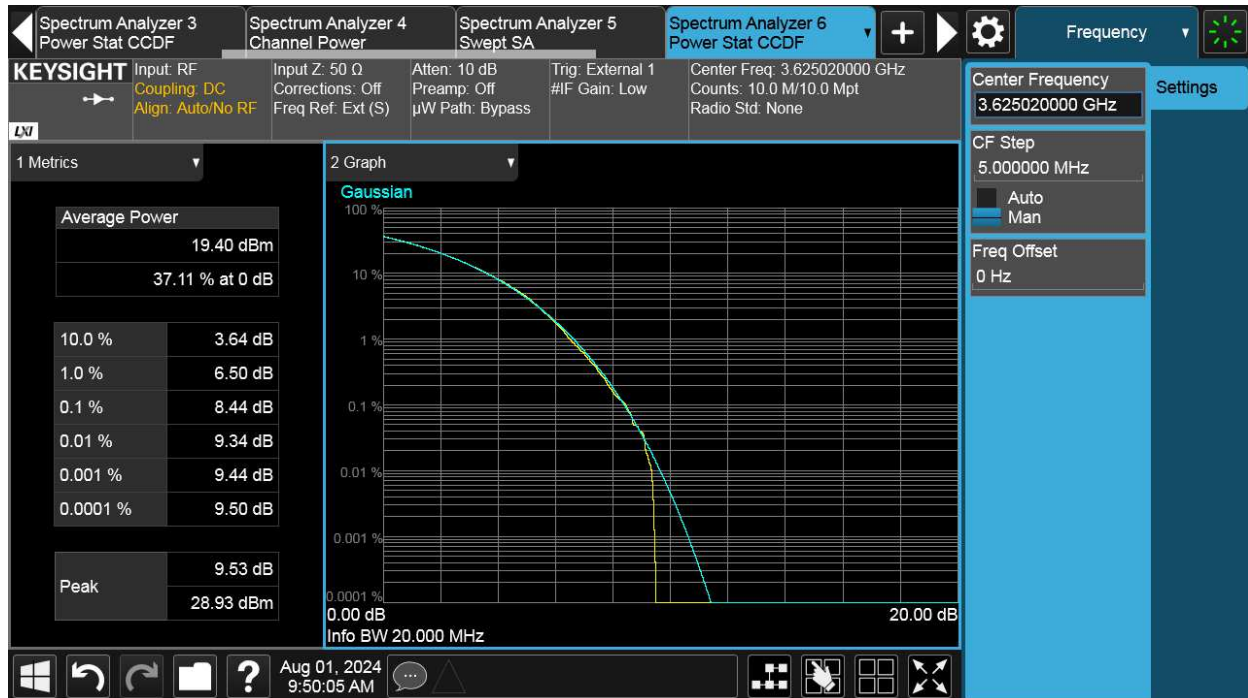 Spectrum Analyzer 3
Power Stat CCDF
Spectrum Analyzer 4
Channel Power
Spectrum Analyzer 5
Swept SA
Spectrum Analyzer 6
Power Stat CCDF
Frequency
KEYSIGHT
LXI
Input: RF
Coupling: DC
Align: Auto/No RF
Input Z: 50 Ω
Corrections: Off
Freq Ref: Ext (S)
Atten: 10 dB
Preamp: Off
µW Path: Bypass
Trig: External 1
#IF Gain: Low
Center Freq: 3.625020000 GHz
Counts: 10.0 M/10.0 Mpt
Radio Std: None
Center Frequency
3.625020000 GHz
Settings
CF Step
5.000000 MHz
Auto
Man
Freq Offset
0 Hz
1 Metrics
Average Power
19.40 dBm
37.11 % at 0 dB
10.0 % 3.64 dB
1.0 % 6.50 dB
0.1 % 8.44 dB
0.01 % 9.34 dB
0.001 % 9.44 dB
0.0001 % 9.50 dB
Peak
9.53 dB
28.93 dBm
2 Graph
Gaussian
100 %
10 %
1 %
0.1 %
0.01 %
0.001 %
0.0001 %
0.00 dB
20.00 dB
Info BW 20.000 MHz
?
Aug 01, 2024
9:50:05 AM